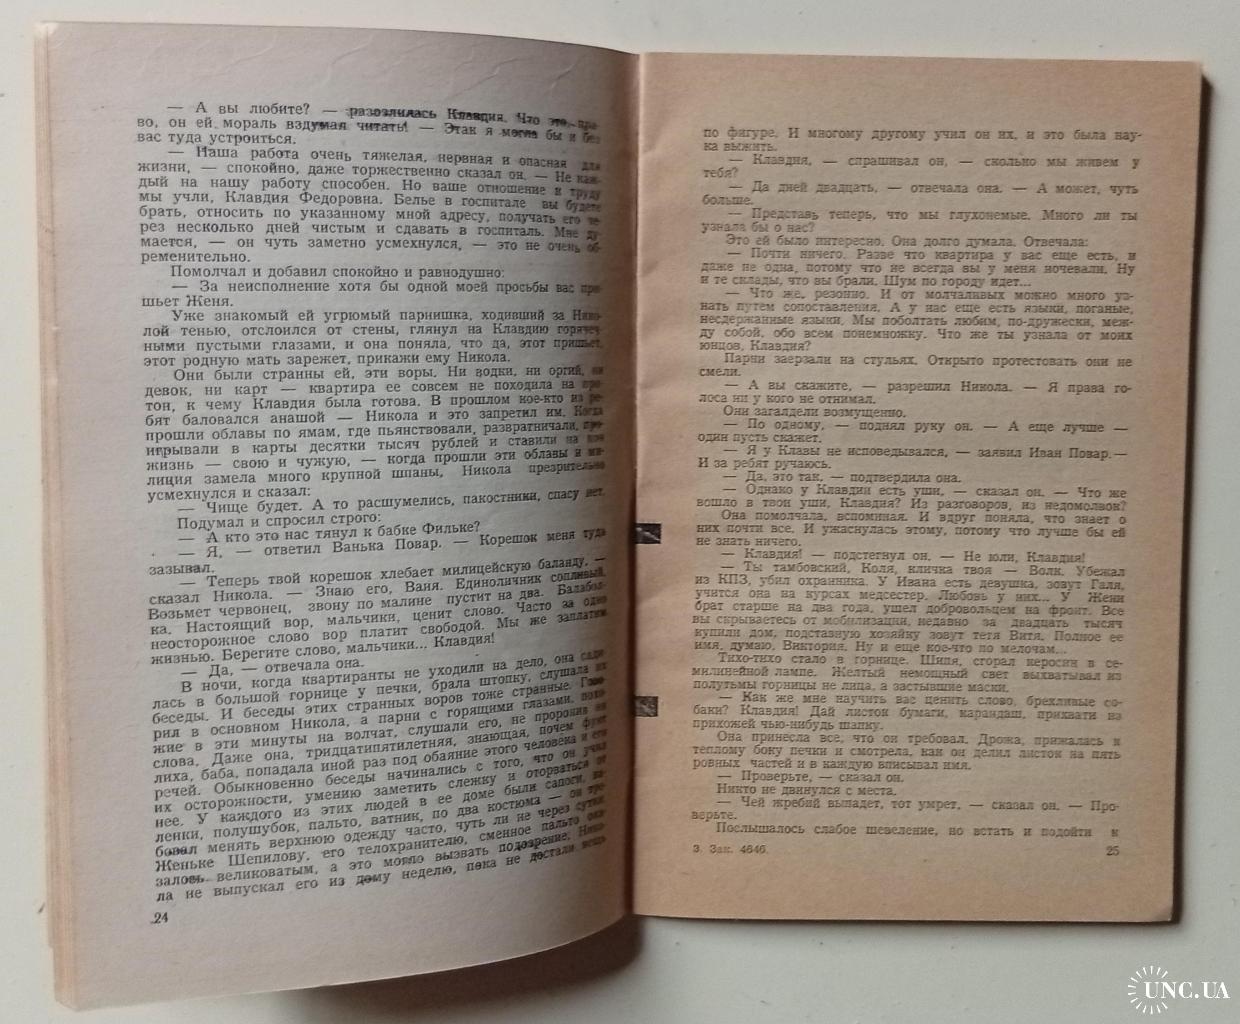 — А вы любите? — разозлилась Клавдия. Что это, пра-
во, он ей мораль вздумал читать! — Этак я могла бы и без
вас туда устроиться.
— Наша работа очень тяжелая, нервная и опасная для
жизни, — спокойно, даже торжественно сказал он. — Не каж-
дый на нашу работу способен. Но ваше отношение к труду
мы учли, Клавдия Федоровна. Белье в госпитале вы будете
брать, относить по указанному мной адресу, получать его че-
рез несколько дней чистым и сдавать в госпиталь. Мне ду-
мается, — он чуть заметно усмехнулся, — это не очень об-
ременительно.
Помолчал и добавил спокойно и равнодушно:
— За неисполнение хотя бы одной моей просьбы вас при-
шьет Женя.
Уже знакомый ей угрюмый парнишка, ходивший за Нико-
лой тенью, отслоился от стены, глянул на Клавдию горячеч-
ными пустыми глазами, и она поняла, что да, этот пришьет,
этот родную мать зарежет, прикажи ему Никола.
Они были странны ей, эти воры. Ни водки, ни оргий, ни
девок, ни карт — квартира ее совсем не походила на при-
тон, к чему Клавдия была готова. В прошлом кое-кто из ре-
бят баловался анашой — Никола и это запретил им. Когда
прошли облавы по ямам, где пьянствовали, развратничали, про-
игрывали в карты десятки тысяч рублей и ставили на кон
жизнь — свою и чужую, — когда прошли эти облавы и ми-
лиция замела много крупной шпаны, Никола презрительно
усмехнулся и сказал:
— Чище будет. А то расшумелись, пакостники, спасу нет.
Подумал и спросил строго:
— А кто это нас тянул к бабке Фильке?
— Я, — ответил Ванька Повар. — Корешок меня туда
зазывал.
— Теперь твой корешок хлебает милицейскую баланду, —
сказал Никола. — Знаю его, Ваня. Единоличник сопливый.
Возьмет червонец, звону по малине пустит на два. Балабол-
ка. Настоящий вор, мальчики, ценит слово. Часто за одно
неосторожное слово вор платит свободой. Мы же заплатим
жизнью. Берегите слово, мальчики... Клавдия!
— Да, — отвечала она.
В ночи, когда квартиранты не уходили на дело, она сади-
лась в большой горнице у печки, брала штопку, слушала их
беседы. И беседы этих странных воров тоже странные. Гово-
рил в основном Никола, а парни с горящими глазами, похо-
жие в эти минуты на волчат, слушали его, не проронив ни
слова. Даже она, тридцатипятилетняя, знающая, почем фунт
лиха, баба, попадала иной раз под обаяние этого человека и его
речей. Обыкновенно беседы начинались с того, что он учил
их осторожности, умению заметить слежку и оторваться от
нее. У каждого из этих людей в ее доме были сапоги, ва-
ленки, полушубок, пальто, ватник, по два костюма — он тре-
бовал менять верхнюю одежду часто, чуть ли не через сутки.
Женьке Шепилову, его телохранителю, сменное пальто ока-
залось великоватым, а это могло вызвать подозрение; Нико-
ла не выпускал его из дому неделю, пока не достали вещь
24
по фигуре. И многому другому учил он их, и это была нау-
ка выжить.
— Клавдия, — спрашивал он, — сколько мы живем у
тебя?
— Да дней двадцать, — отвечала она. — А может, чуть
больше.
— Представь теперь, что мы глухонемые. Много ли ты
узнала бы о нас?
Это ей было интересно. Она долго думала. Отвечала:
— Почти ничего. Разве что квартира у вас еще есть, и
даже не одна, потому что не всегда вы у меня ночевали. Ну
и те склады, что вы брали. Шум по городу идет...
— Что же, резонно. И от молчаливых можно много уз-
нать путем сопоставления. А у нас еще есть языки, поганые,
несдержанные языки. Мы поболтать любим, по-дружески, меж-
ду собой, обо всем понемножку. Что же ты узнала от моих
юнцов, Клавдия?
Парни заерзали на стульях. Открыто протестовать они не
смели.
— А вы скажите, — разрешил Никола. — Я права го-
лоса ни у кого не отнимал.
Они загалдели возмущенно.
— По одному, — поднял руку он. — А еще лучше —
один пусть скажет.
— Я у Клавы не исповедывался, — заявил Иван Повар.—
И за ребят ручаюсь.
— Да, это так, — подтвердила она.
— Однако у Клавдии есть уши, — сказал он. — Что же
вошло в твои уши, Клавдия? Из разговоров, из недомолвок?
Она помолчала, вспоминая. И вдруг поняла, что знает о
них почти все. И ужаснулась этому, потому что лучше бы ей
не знать ничего.
— Клавдия! — подстегнул он. — Не юли, Клавдия!
— Ты тамбовский, Коля, кличка твоя — Волк. Убежал
из КПЗ, убил охранника. У Ивана есть девушка, зовут Галя,
учится она на курсах медсестер. Любовь у них... У Жени
брат старше на два года, ушел добровольцем на фронт. Все
вы скрываетесь от мобилизации, недавно за двадцать тысяч
купили дом, подставную хозяйку зовут тетя Витя. Полное ее
имя, думаю, Виктория. Ну и еще кое-что по мелочам...
Тихо-тихо стало в горнице. Шипя, сгорал керосин в се-
милинейной лампе. Желтый немощный свет выхватывал из
полутьмы горницы не лица, а застывшие маски.
— Как же мне научить вас ценить слово, брехливые со-
баки? Клавдия! Дай листок бумаги, карандаш, прихвати из
прихожей чью-нибудь шапку.
Она принесла все, что он требовал. Дрожа, прижалась к
теплому боку печки и смотрела, как он делил листок на пять
ровных частей и в каждую вписывал имя.
— Проверьте, — сказал он.
Никто не двинулся с места.
— Чей жребий выпадет, тот умрет, — сказал он. — Про-
верьте.
Послышалось слабое шевеление, но встать и подойти к
3. Зак. 4646.
25
UNC.UA